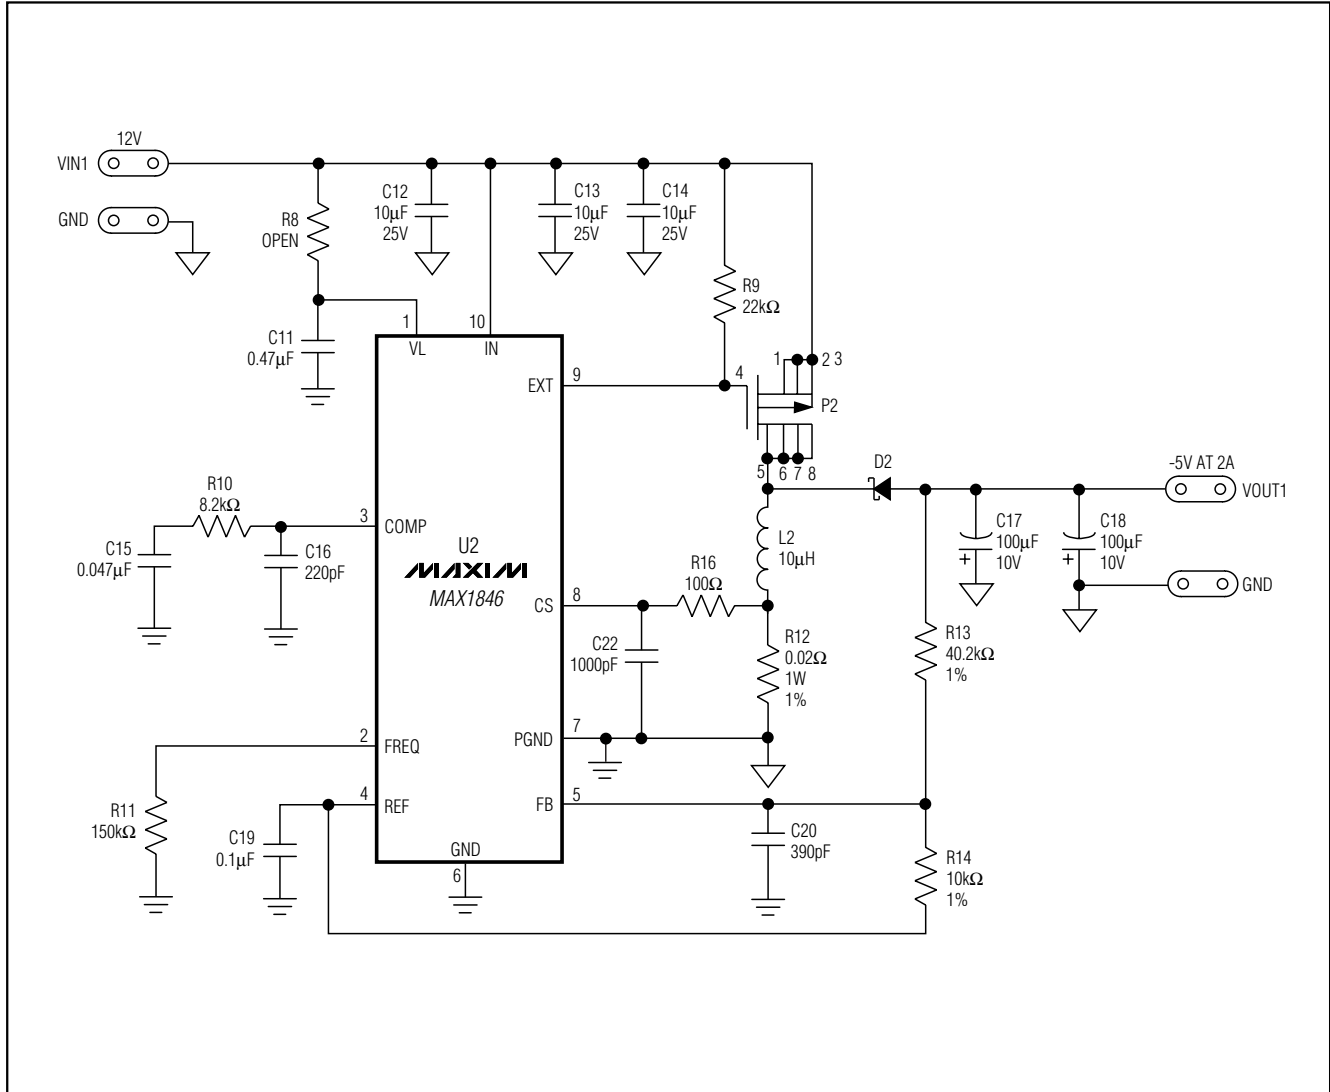 12V
VIN1
GND
R8
OPEN
C12
10µF
25V
C13
10µF
25V
C14
10µF
25V
R9
22kΩ
C11
0.47µF
1
10
VL
IN
EXT
9
4
1
2 3
P2
5
6
7
8
D2
-5V AT 2A
VOUT1
R10
8.2kΩ
C15
0.047µF
C16
220pF
3
COMP
U2
MAXIM
MAX1846
L2
10µH
C17
100µF
10V
+
C18
100µF
10V
+
GND
CS
8
R16
100Ω
C22
1000pF
R12
0.02Ω
1W
1%
R13
40.2kΩ
1%
2
FREQ
PGND
7
R11
150kΩ
4
REF
C19
0.1µF
FB
5
C20
390pF
R14
10kΩ
1%
GND
6